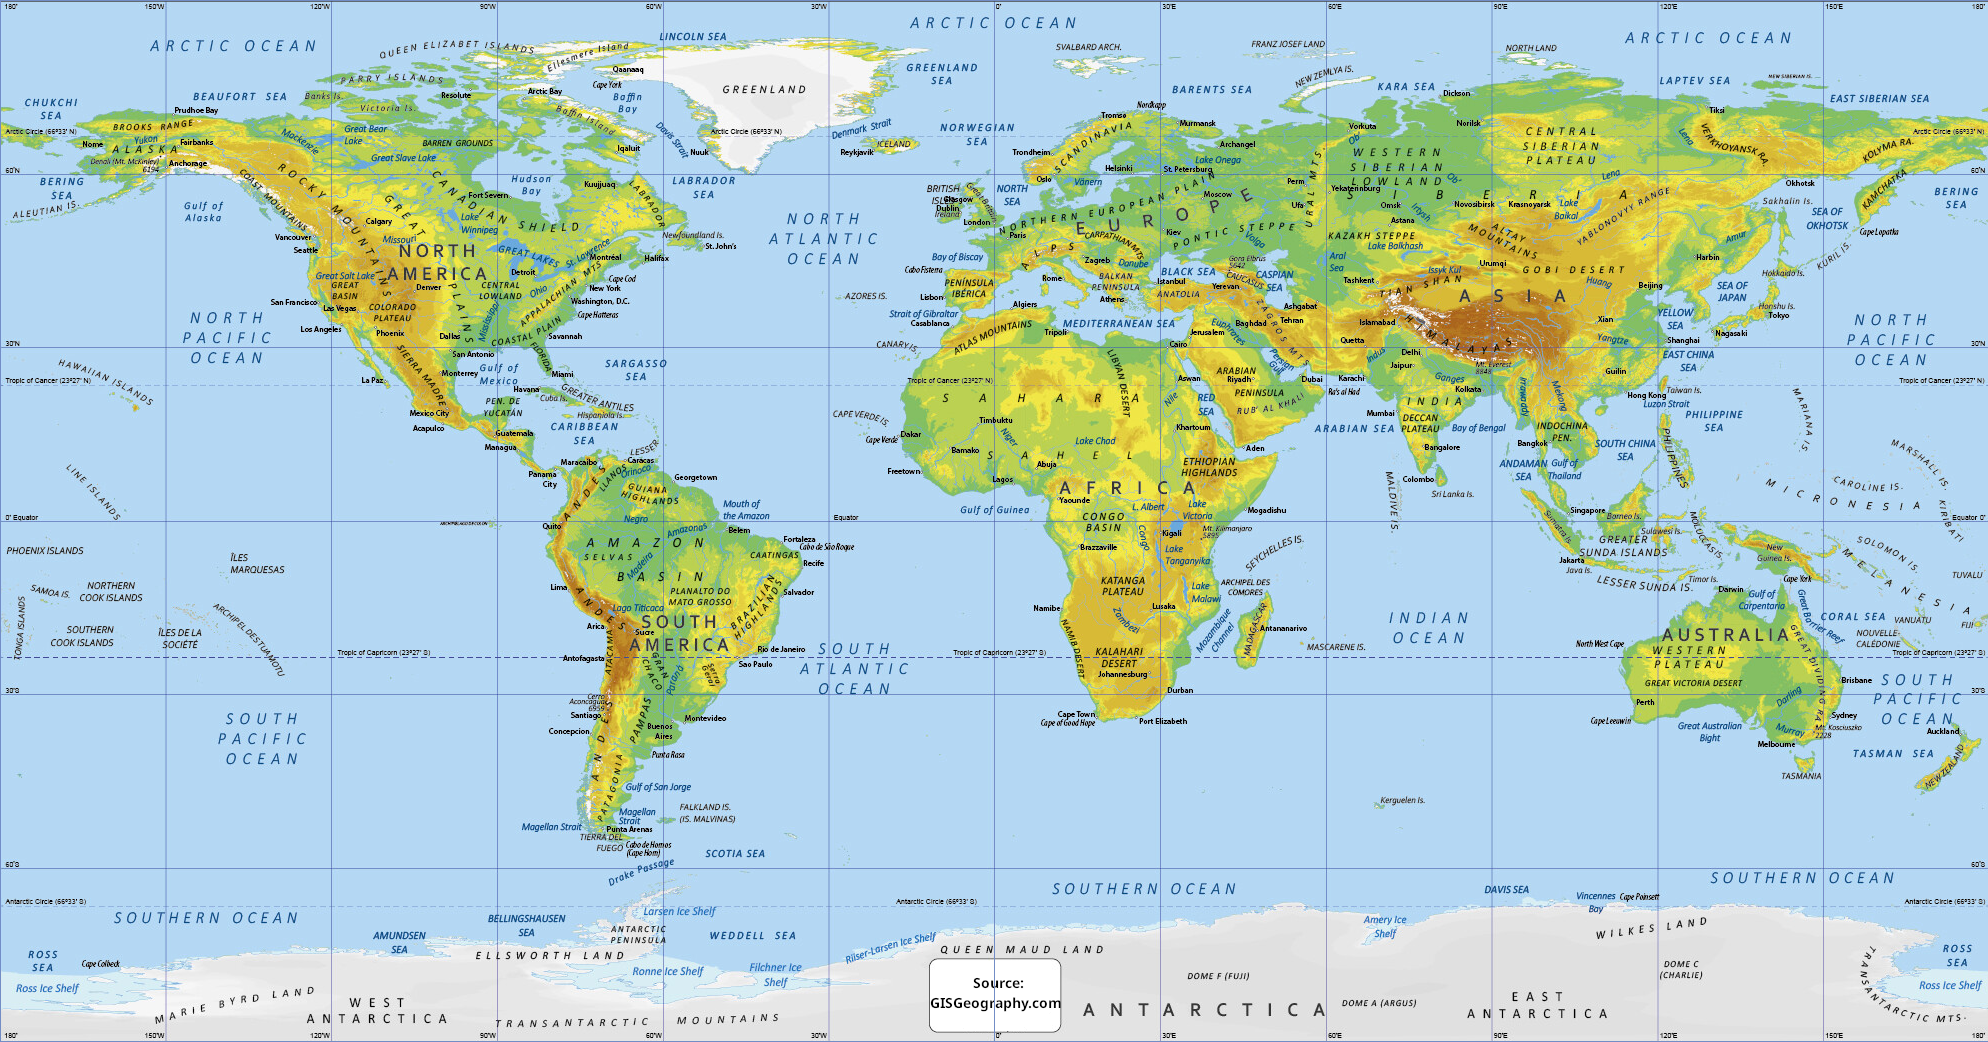 180°
150°W
120°W
90°W
60°W
30°W
0°
30°E
60°E
90°E
120°E
150°E
180°
ARCTIC OCEAN
ARCTIC OCEAN
ARCTIC OCEAN
QUEEN ELIZABET ISLANDS
LINCOLN SEA
Ellesmere Island
SVALBARD ARCH.
FRANZ JOSEF LAND
NORTH LAND
PARRY ISLANDS
Qaanaaq
Cape York
GREENLAND
GREENLAND
SEA
NEW ZEMLYA IS.
KARA SEA
LAPTEV SEA
NEW SIBERIAN IS.
CHUKCHI
SEA
BEAUFORT SEA
Banks Is.
Victoria Is.
Resolute
Arctic Bay
Baffin
Bay
Baffin Island
BARENTS SEA
Dickson
EAST SIBERIAN SEA
Prudhoe Bay
Nordkapp
Tromsø
Murmansk
Tiksi
Arctic Circle (66°33' N)
BROOKS RANGE
Yukon
Nome
ALASKA
Fairbanks
Denali (Mt. McKinley)
6194
Anchorage
Mackenzie
Great Bear
Lake
Great Slave Lake
BARREN GROUNDS
Iqaluit
Davis Strait
Arctic Circle (66°33' N)
Nuuk
Denmark Strait
Reykjavik
ICELAND
NORWEGIAN
SEA
Trondheim
SCANDINAVIA
Archangel
Vorkuta
Ob'
Norilsk
CENTRAL
SIBERIAN
PLATEAU
Lena
VERKHOYANSK RA.
KOLYMA RA.
Arctic Circle (66°33' N)
60°N
BERING
SEA
ALEUTIAN IS.
Gulf of
Alaska
COAST MOUNTAINS
ROCKY MOUNTAINS
GREAT PLAINS
CANADIAN SHIELD
Hudson
Bay
Fort Severn
Kuujjuaq
LABRADOR
LABRADOR
SEA
BRITISH
ISLES
Great Britain
Glasgow
Dublin
Ireland
London
NORTH
SEA
Oslo
Vänern
Helsinki
St. Petersburg
Lake Onega
Moscow
Perm
Ufa
URAL MTS.
Yekaterinburg
WESTERN
SIBERIAN
LOWLAND
Ob'
SIBERIA
Omsk
Irtysh
Novosibirsk
Krasnoyarsk
Lake
Baikal
Lena
YABLONOVYY RANGE
Okhotsk
Sakhalin Is.
SEA OF
OKHOTSK
KAMCHATKA
Cape Lopatka
BERING
SEA
60°N
Calgary
Vancouver
Seattle
Missouri
Lake
Winnipeg
NORTH
AMERICA
GREAT LAKES
St. Lawrence
Montréal
Newfoundland Is.
St. John's
Halifax
Cape Cod
NORTH
ATLANTIC
OCEAN
NORTHERN EUROPEAN PLAIN
EUROPE
Paris
ALPS
CARPATHIAN MTS.
Kiev
PONTIC STEPPE
Volga
Astana
KAZAKH STEPPE
Lake Balkhash
ALTAY
MOUNTAINS
Amur
Harbin
KURIL IS.
Hokkaido Is.
Great Salt Lake
GREAT
BASIN
Denver
COLORADO
PLATEAU
CENTRAL
LOWLAND
Detroit
Ohio
APPALACHIAN MTS.
New York
Washington, D.C.
Cape Hatteras
Bay of Biscay
Cabo Fisterra
PENÍNSULA
IBÉRICA
Lisbon
AZORES IS.
Strait of Gibraltar
Casablanca
Rome
Zagreb
Danube
BALKAN
PENINSULA
Athens
Algiers
BLACK SEA
Istanbul
ANATOLIA
Gora Elbrus
5642
CAUCASUS
Yerevan
CASPIAN
SEA
Aral
Sea
Tashkent
Issyk Kul
TIAN SHAN
Urumqi
GOBI DESERT
Huang
Beijing
ASIA
SEA OF
JAPAN
Honshu Is.
Tokyo
San Francisco
Las Vegas
Los Angeles
Phoenix
Mississippi
Dallas
San Antonio
COASTAL PLAIN
Savannah
FLORIDA
NORTH
PACIFIC
OCEAN
SARGASSO
SEA
30°N
CANARY IS.
ATLAS MOUNTAINS
Tripoli
MEDITERRANEAN SEA
Cairo
Jerusalem
Euphrates
Baghdad
Tehran
Ashgabat
ZAGROS MTS
Persian
Gulf
Islamabad
Quetta
HIMALAYAS
Indus
Delhi
Jaipur
Mt. Everest
8848
Xian
Yangtze
YELLOW
SEA
Nagasaki
Shanghai
EAST CHINA
SEA
NORTH
PACIFIC
OCEAN
30°N
HAWAIIAN ISLANDS
Tropic of Cancer (23°27' N)
La Paz
SIERRA MADRE
Monterrey
Gulf of
Mexico
Miami
Havana
Cuba Is.
GREATER ANTILLES
Hispaniola Is.
PEN. DE
YUCATÁN
Mexico City
Acapulco
Guatemala
Managua
CARIBBEAN
SEA
LESSER
Tropic of Cancer (23°27' N)
SAHARA
LIBYAN DESERT
Aswan
Nile
RED
SEA
ARABIAN
Riyadh
PENINSULA
RUB' AL KHALI
Dubai
Ra's al Had
Karachi
Ganges
Kolkata
INDIA
DECCAN
PLATEAU
Mumbai
ARABIAN SEA
Bay of Bengal
Bangalore
Irrawaddy
Mekong
Guilin
Hong Kong
Taiwan Is.
Luzon Strait
PHILIPPINE
SEA
MARIANA IS.
Tropic of Cancer (23°27' N)
CAPE VERDE IS.
Cape Verde
Dakar
Timbuktu
Niger
Bamako
SAHEL
Lake Chad
Abuja
Khartoum
Aden
ETHIOPIAN
HIGHLANDS
Freetown
Lagos
AFRICA
INDOCHINA
PEN.
Bangkok
ANDAMAN
SEA
Gulf of
Thailand
SOUTH CHINA
SEA
PHILIPPINES
MARSHALL IS.
CAROLINE IS.
MICRONESIA
KIRIBATI
LINE ISLANDS
Panama
City
Maracaibo
Caracas
Orinoco
LLANOS
Georgetown
GUIANA
HIGHLANDS
ANDES
Negro
Mouth of
the Amazon
Gulf of Guinea
Yaounde
CONGO
BASIN
Congo
L. Albert
Lake
Victoria
Mogadishu
Mt. Kilimanjaro
5895
Kigali
Colombo
Sri Lanka Is.
MALDIVE IS.
Singapore
Sumatra Is.
Borneo Is.
Sulawesi Is.
MOLUCCAS IS.
0° Equator
Equator
Equator 0°
Quito
Amazonas
Belem
AMAZON
BASIN
SELVAS
Madeira
Fortaleza
Cabo de São Roque
Recife
CAATINGAS
PHOENIX ISLANDS
ÎLES
MARQUESAS
Brazzaville
Lake
Tanganyika
SEYCHELLES IS.
GREATER
SUNDA ISLANDS
Jakarta
Java Is.
LESSER SUNDA IS.
Timor Is.
New
Guinea Is.
SOLOMON IS.
MELANESIA
TUVALU
SAMOA IS.
NORTHERN
COOK ISLANDS
Lima
PLANALTO DO
MATO GROSSO
BRAZILIAN
HIGHLANDS
Salvador
Lago Titicaca
KATANGA
PLATEAU
Lake
Malawi
ARCHIPEL DES
COMORES
Lusaka
Zambezi
Namibe
Darwin
Gulf of
Carpentaria
Cape York
Great Barrier Reef
CORAL SEA
VANUATU
FIJI
TONGA ISLANDS
SOUTHERN
COOK ISLANDS
ÎLES DE LA
SOCIÉTÉ
ARCHIPEL DES TUAMOTU
Arica
Sucre
SOUTH
AMERICA
Rio de Janeiro
Sao Paulo
SOUTH
ATLANTIC
OCEAN
NAMIB DESERT
KALAHARI
DESERT
Johannesburg
Mozambique
Channel
MADAGASCAR
Antananarivo
MASCARENE IS.
INDIAN
OCEAN
North West Cape
AUSTRALIA
WESTERN
PLATEAU
GREAT DIVIDING RA.
NOUVELLE-
CALÉDONIE
Tropic of Capricorn (23°27' S)
Tropic of Capricorn (23°27' S)
Tropic of Capricorn (23°27' S)
Antofagasta
ATACAMA
GRAN
CHACO
Paraná
Serra
Geral
30°S
Durban
GREAT VICTORIA DESERT
Brisbane
SOUTH
PACIFIC
OCEAN
30°S
SOUTH
PACIFIC
OCEAN
Cerro
Aconcagua
6959
Santiago
Concepcion
ANDES
PAMPAS
Buenos
Aires
Montevideo
Punta Rasa
Cape Town
Cape of Good Hope
Port Elizabeth
Perth
Cape Leeuwin
Great Australian
Bight
Darling
Murray
Sydney
Mt. Kosciuszko
2228
Melbourne
Auckland
TASMAN SEA
TASMANIA
NEW ZEALAND
PATAGONIA
Gulf of San Jorge
FALKLAND IS.
(IS. MALVINAS)
Magellan
Strait
Magellan Strait
Punta Arenas
TIERRA DEL
FUEGO
Cabo de Hornos
(Cape Horn)
Kerguelen Is.
SCOTIA SEA
Drake Passage
60°S
60°S
SOUTHERN OCEAN
SOUTHERN OCEAN
SOUTHERN OCEAN
DAVIS SEA
Vincennes
Bay
Cape Poinsett
Antarctic Circle (66°33' S)
Antarctic Circle (66°33' S)
Antarctic Circle (66°33' S)
Larsen Ice Shelf
ANTARCTIC
PENINSULA
BELLINGSHAUSEN
SEA
AMUNDSEN
SEA
WEDDELL SEA
Riiser-Larsen Ice Shelf
Amery Ice
Shelf
WILKES LAND
QUEEN MAUD LAND
ELLSWORTH LAND
ROSS
SEA
Cape Colbeck
Ross Ice Shelf
Ronne Ice Shelf
Filchner Ice
Shelf
Source:
GISGeography.com
DOME F (FUJI)
DOME C
(CHARLIE)
DOME A (ARGUS)
TRANSANTARCTIC MTS.
ROSS
SEA
Ross Ice Shelf
MARIE BYRD LAND
WEST
ANTARCTICA
TRANSANTARCTIC MOUNTAINS
ANTARCTICA
EAST
ANTARCTICA
180°
150°W
120°W
90°W
60°W
30°W
0°
30°E
60°E
90°E
120°E
150°E
180°